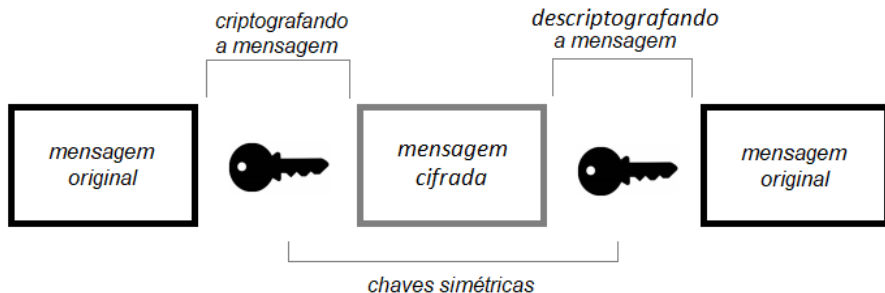 criptografando
a mensagem
descriptografando
a mensagem
mensagem
original
mensagem
cifrada
mensagem
original
chaves simétricas